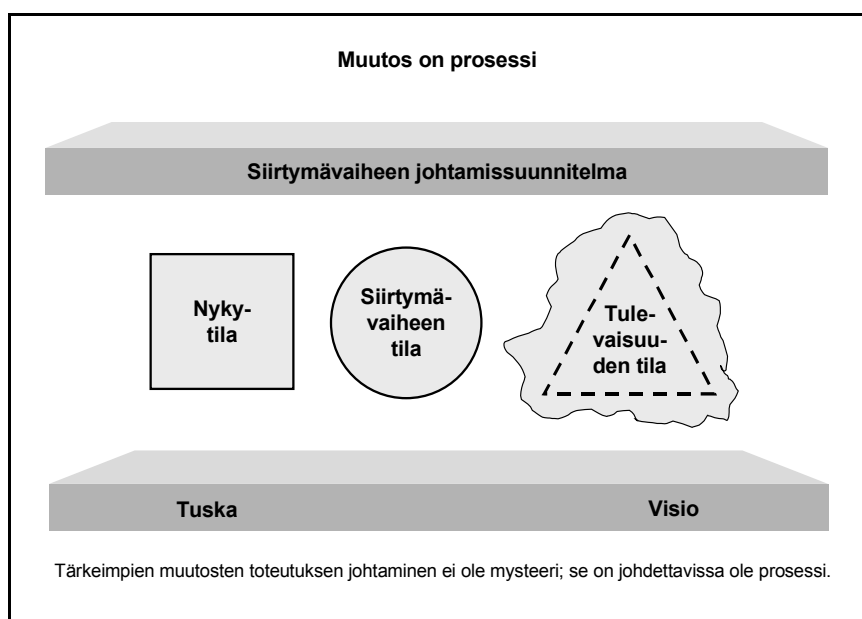 Muutos on prosessi
Siirtymävaiheen johtamissuunnitelma
Nyky-
tila
Siirtymä-
vaiheen
tila
Tule-
vaisuu-
den tila
Tuska
Visio
Tärkeimpien muutosten toteutuksen johtaminen ei ole mysteeri; se on johdettavissa ole prosessi.